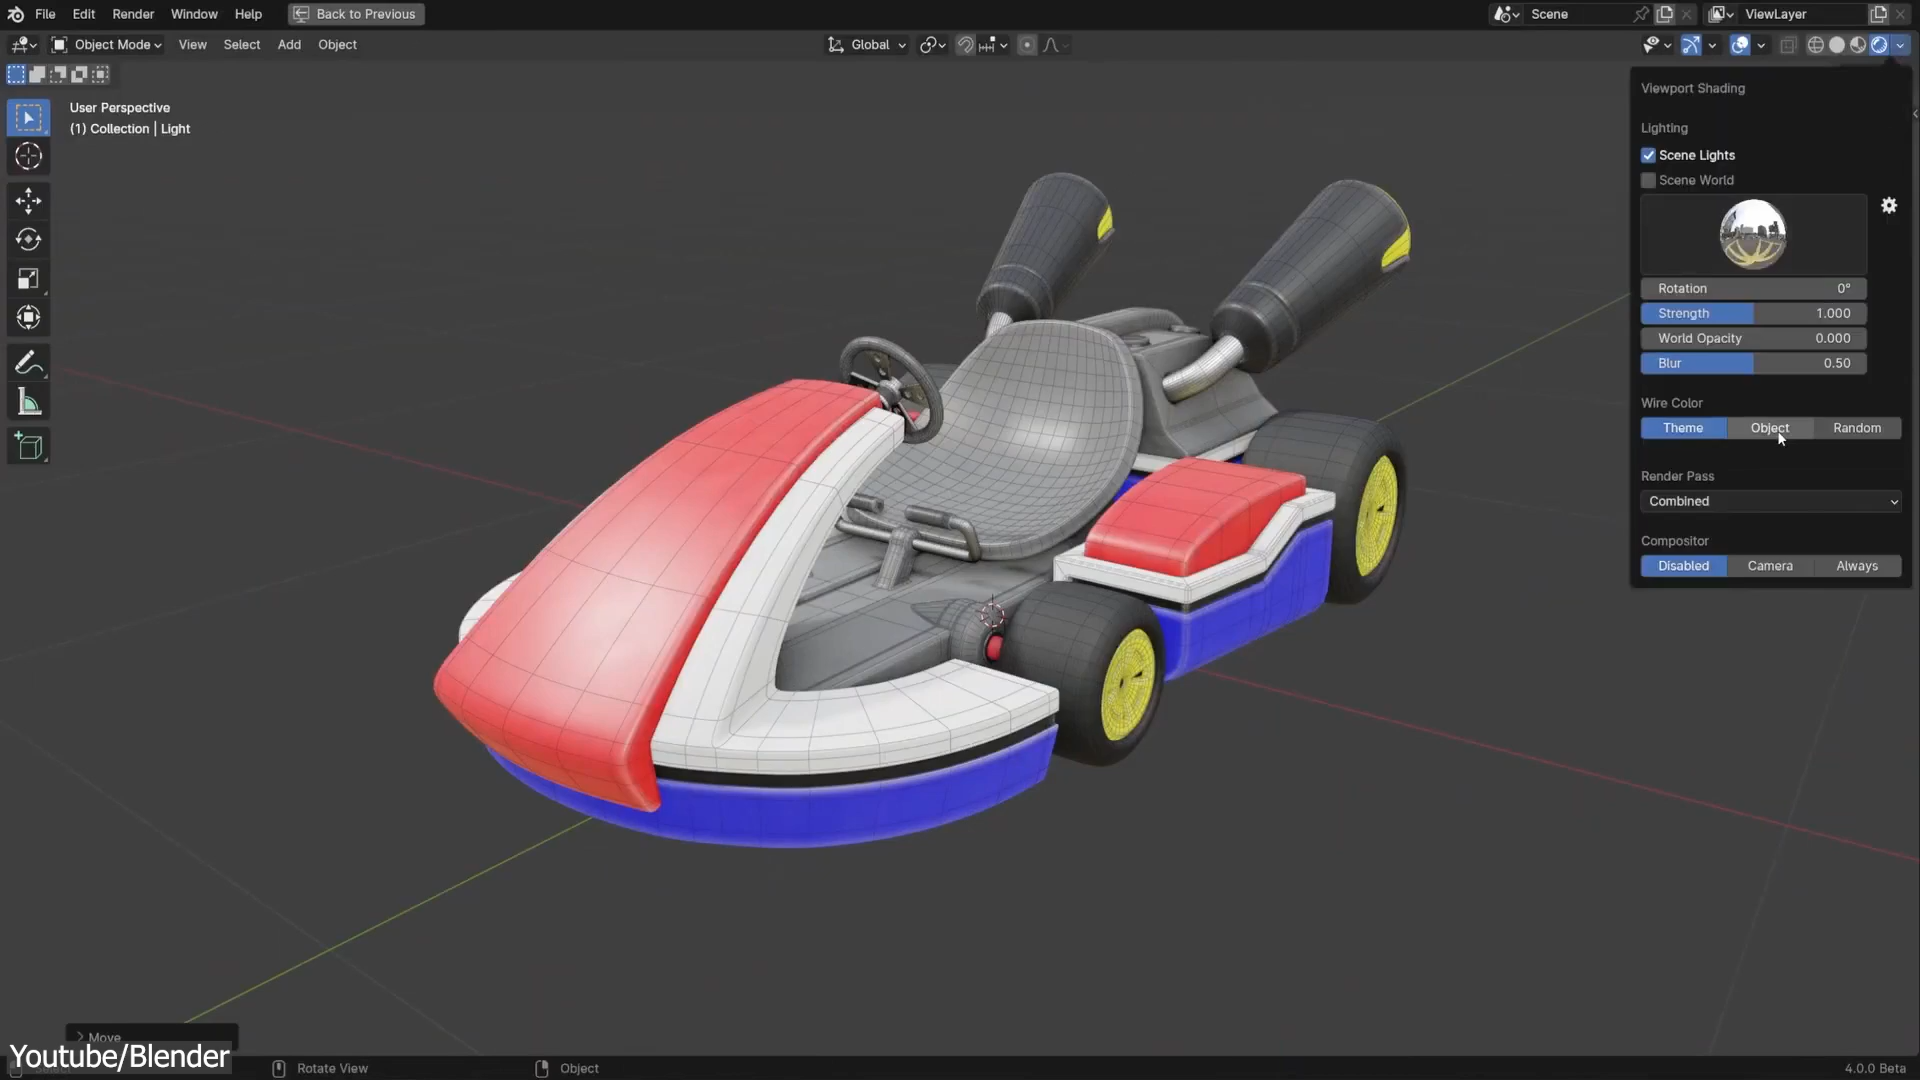 File Edit Render Window Help Back to Previous Scene ViewLayer
Object Mode View Select Add Object Global
User Perspective
(1) Collection | Light
Viewport Shading
Lighting
Scene Lights
Scene World
Rotation 0°
Strength 1.000
World Opacity 0.000
Blur 0.50
Wire Color
Theme Object Random
Render Pass
Combined
Compositor
Disabled Camera Always
Move
Youtube/Blender
Rotate View Object 4.0.0 Beta